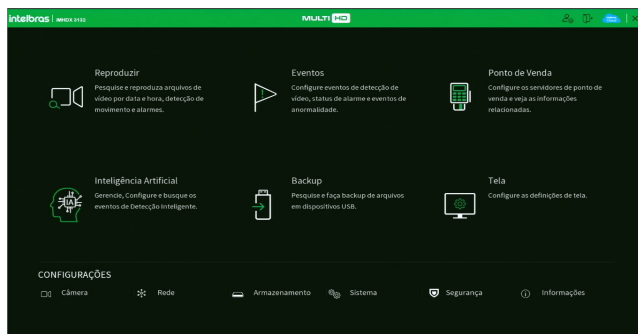 intelbras | IMHDX 3132
MULTI HD
Reproduzir
Pesquise e reproduza arquivos de
vídeo por data e hora, detecção de
movimento e alarmes.
Eventos
Configure eventos de detecção de
vídeo, status de alarme e eventos de
anormalidade.
Ponto de Venda
Configure os servidores de ponto de
venda e veja as informações
relacionadas.
Inteligência Artificial
Gerencie, Configure e busque os
eventos de Detecção Inteligente.
IA
Backup
Pesquise e faça backup de arquivos
em dispositivos USB.
Tela
Configure as definições de tela.
CONFIGURAÇÕES
Câmera
Rede
Armazenamento
Sistema
Segurança
Informações